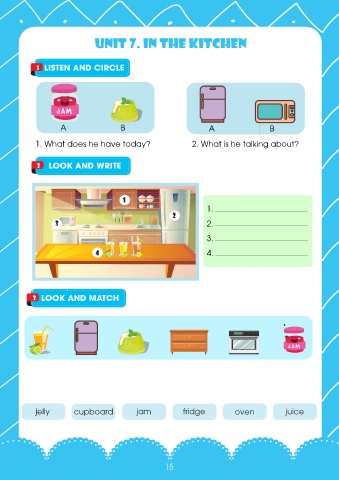 UNIT 7. IN THE KITCHEN
1 LISTEN AND CIRCLE
JAM
A B A B
1. What does he have today? 2. What is he talking about?
2 LOOK AND WRITE
1
2
3
4
1.
2.
3.
4.
3 LOOK AND MATCH
JAM
jelly cupboard jam fridge oven juice
15